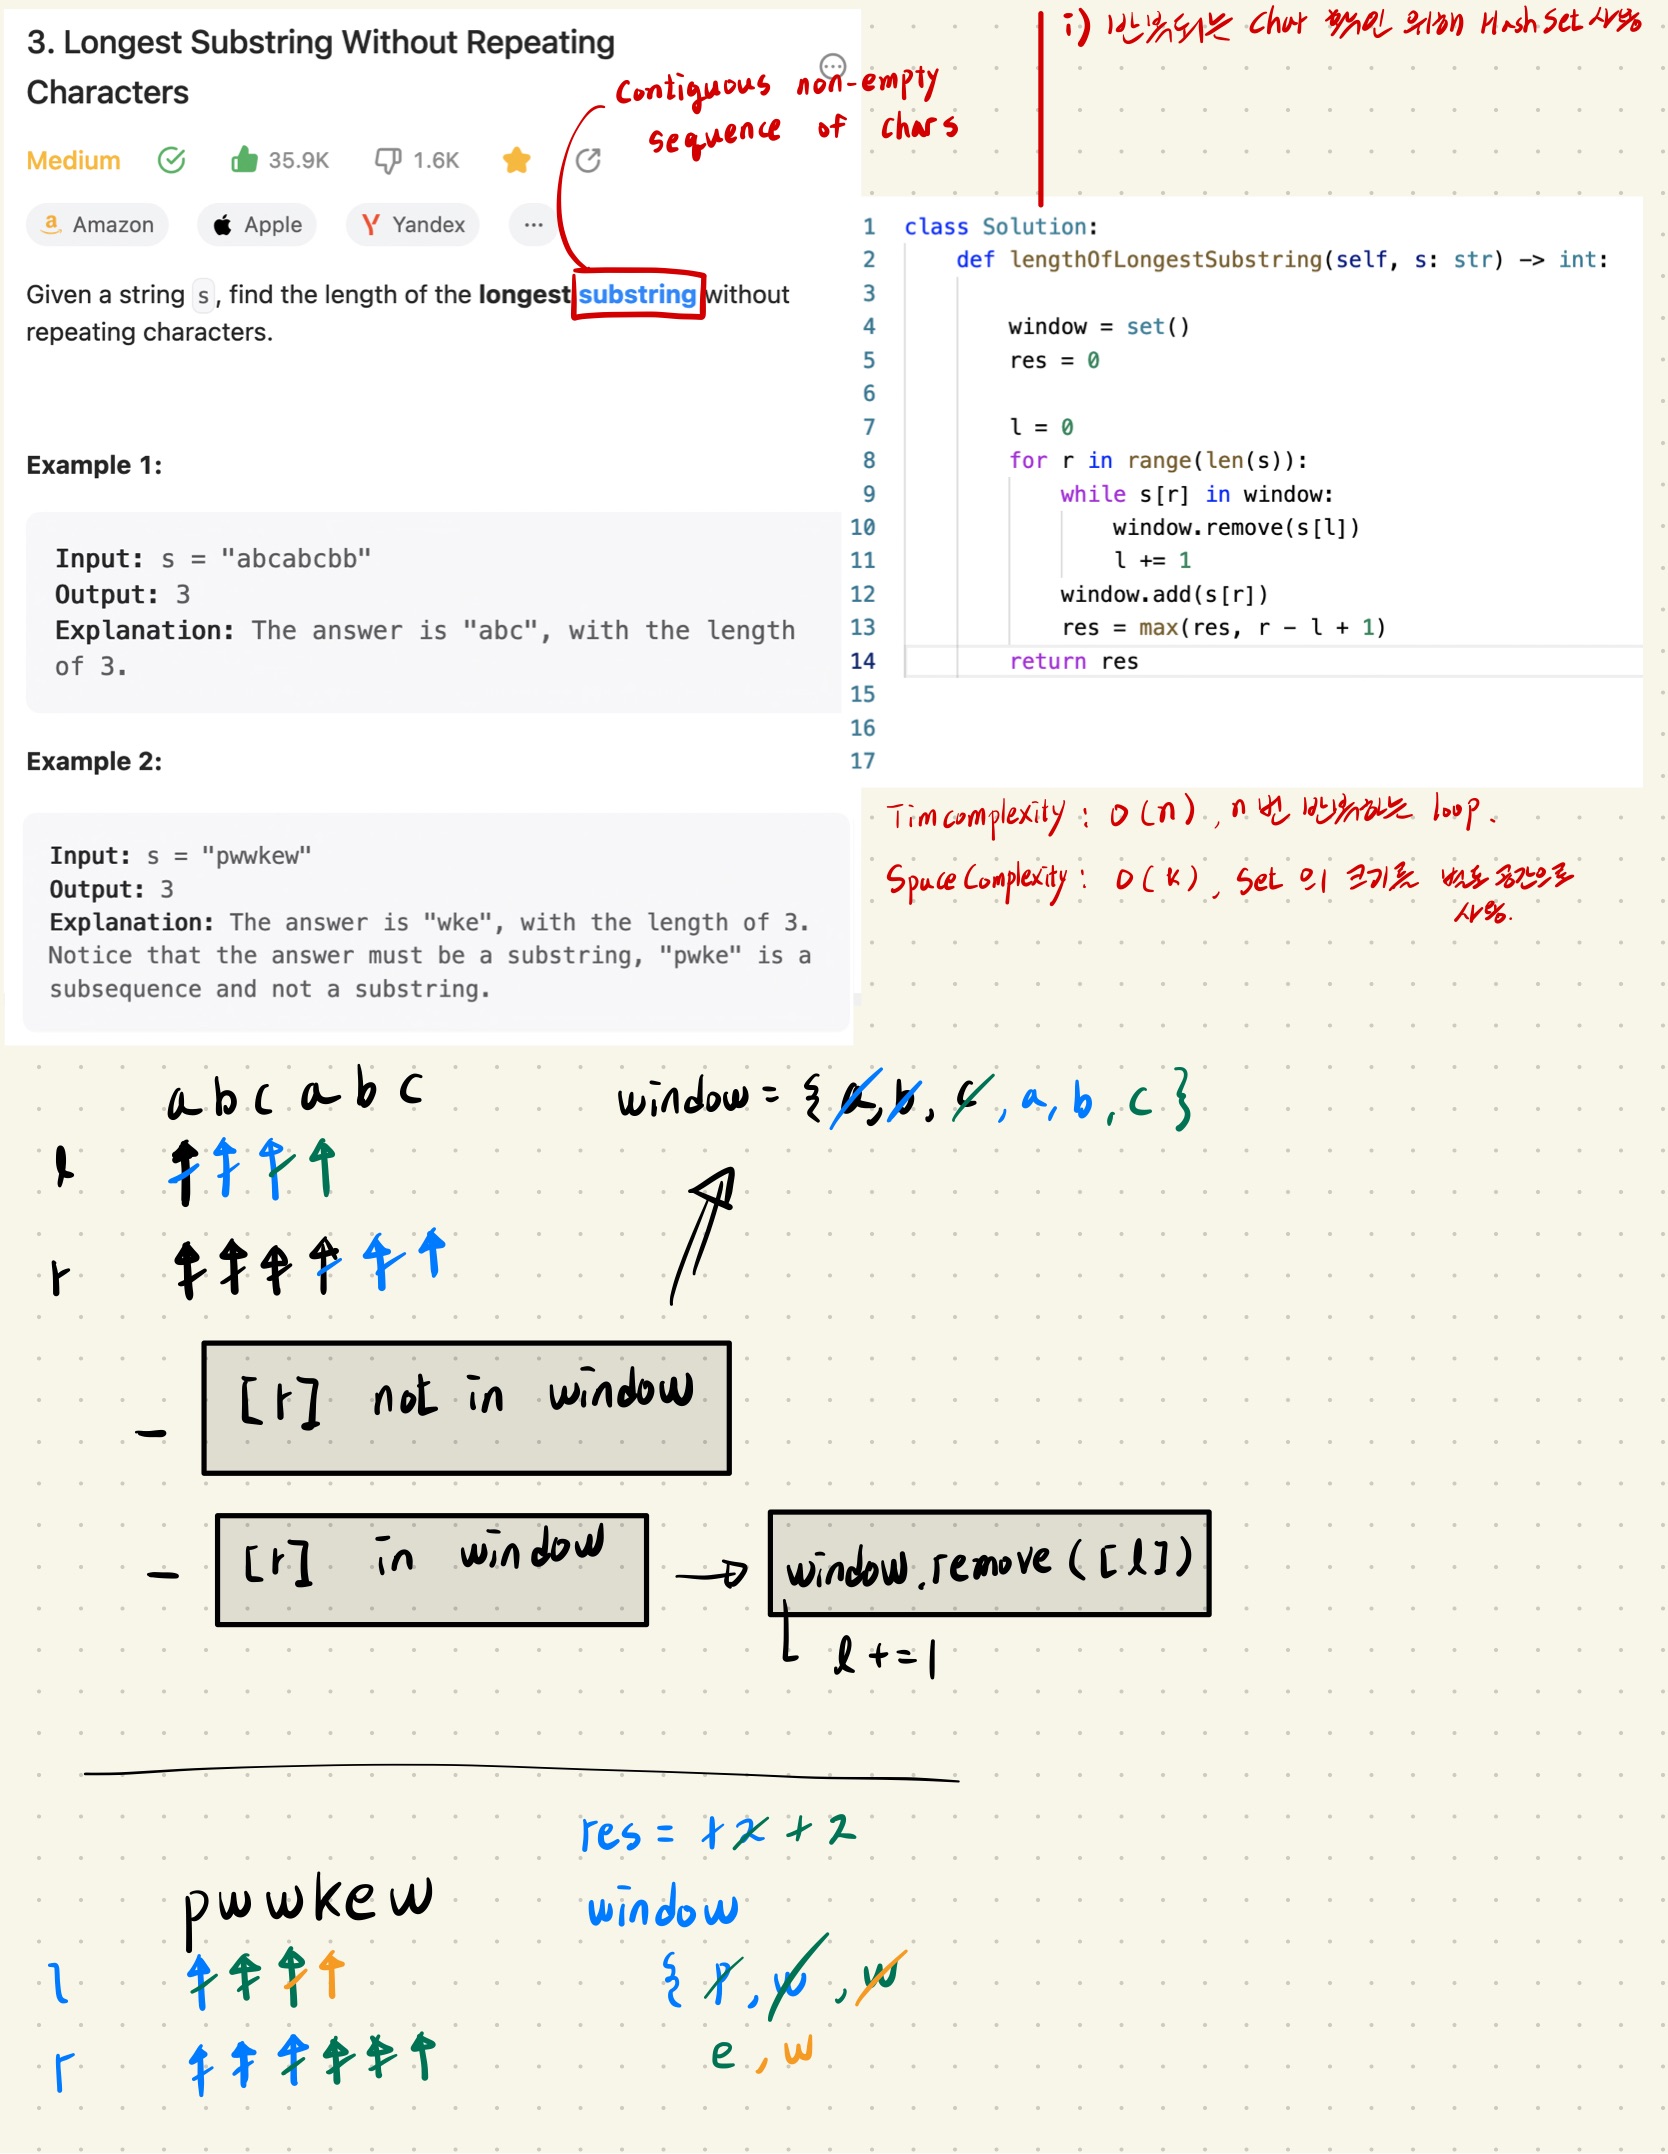 3. Longest Substring Without Repeating
Characters
Contiguous non-empty
sequence of chars
Medium 35.9K 1.6K
Amazon Apple Yandex ...
Given a string s, find the length of the longest substring without
repeating characters.
Example 1:
Input: s = "abcabcbb"
Output: 3
Explanation: The answer is "abc", with the length
of 3.
Example 2:
Input: s = "pwwkew"
Output: 3
Explanation: The answer is "wke", with the length of 3.
Notice that the answer must be a substring, "pwke" is a
subsequence and not a substring.
i) 반복되는 Char 확인 위해 HashSet 사용
1 class Solution:
2 def lengthOfLongestSubstring(self, s: str) -> int:
3
4 window = set()
5 res = 0
6
7 l = 0
8 for r in range(len(s)):
9 while s[r] in window:
10 window.remove(s[l])
11 l += 1
12 window.add(s[r])
13 res = max(res, r - l + 1)
14 return res
15
16
17
Tim complexity : O(n), n 번 반복하는 loop.
Space Complexity : O(k), Set 의 크기를 별도 공간으로
사용.
a b c a b c
window = { a, b, c, a, b, c }
l
r
- [r] not in window
- [r] in window → window.remove([l])
l += 1
res = + 2 + 2
pwwkew
window
l
{ p, w, w
r
e, w